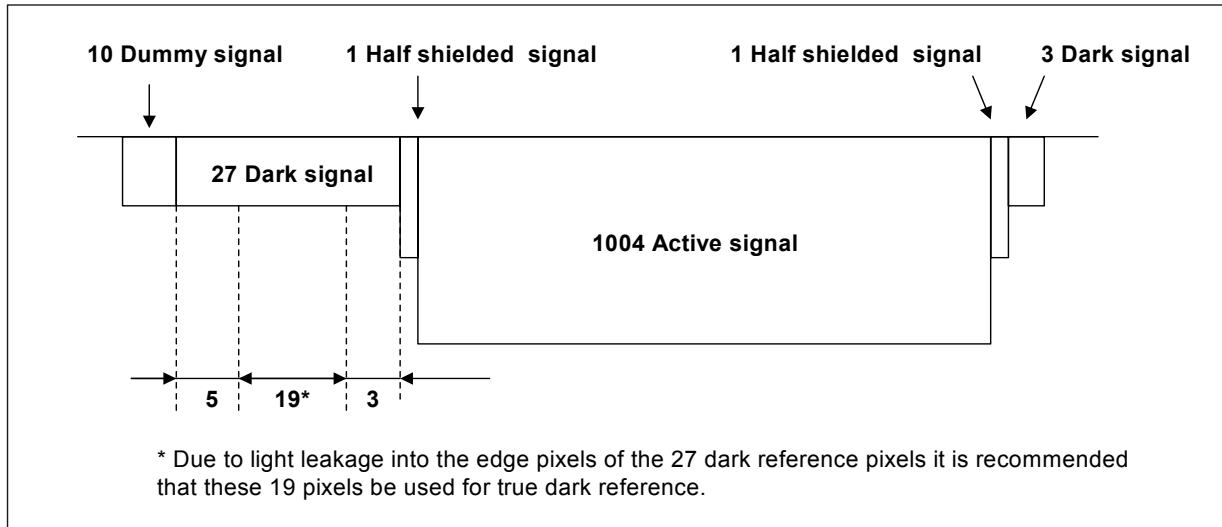 10 Dummy signal
1 Half shielded signal
1 Half shielded signal
3 Dark signal
27 Dark signal
1004 Active signal
5
19*
3
* Due to light leakage into the edge pixels of the 27 dark reference pixels it is recommended
that these 19 pixels be used for true dark reference.